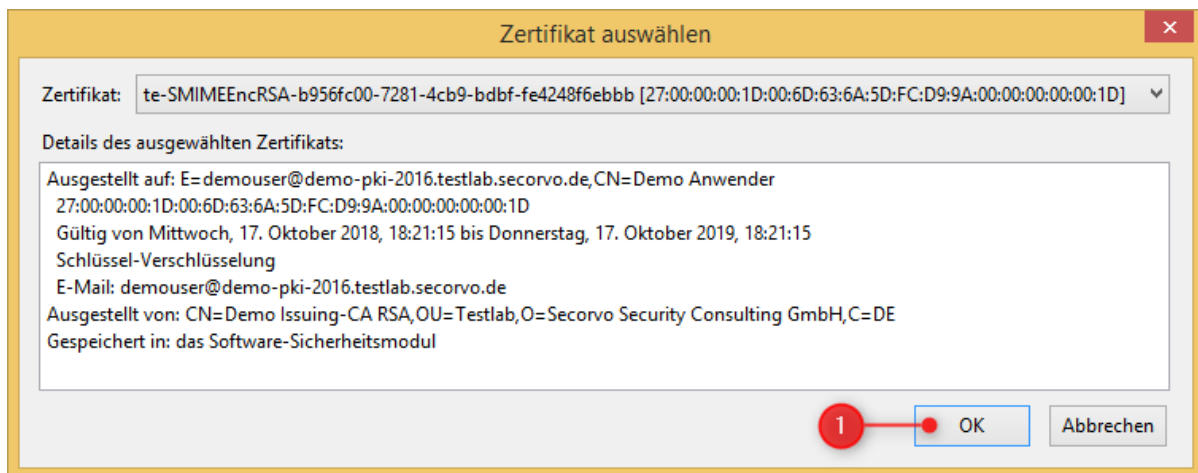 Zertifikat auswählen
Zertifikat: te-SMIMEEncRSA-b956fc00-7281-4cb9-bdbf-fe4248f6ebbb [27:00:00:00:1D:00:6D:63:6A:5D:FC:D9:9A:00:00:00:00:00:1D]
Details des ausgewählten Zertifikats:
Ausgestellt auf: E=demouser@demo-pki-2016.testlab.secorvo.de,CN=Demo Anwender
27:00:00:00:1D:00:6D:63:6A:5D:FC:D9:9A:00:00:00:00:00:1D
Gültig von Mittwoch, 17. Oktober 2018, 18:21:15 bis Donnerstag, 17. Oktober 2019, 18:21:15
Schlüssel-Verschlüsselung
E-Mail: demouser@demo-pki-2016.testlab.secorvo.de
Ausgestellt von: CN=Demo Issuing-CA RSA,OU=Testlab,O=Secorvo Security Consulting GmbH,C=DE
Gespeichert in: das Software-Sicherheitsmodul
1 OK Abbrechen